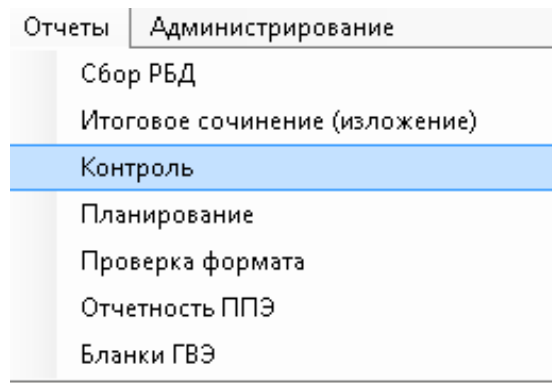 Отчеты Администрирование
Сбор РБД
Итоговое сочинение (изложение)
Контроль
Планирование
Проверка формата
Отчетность ППЭ
Бланки ГВЭ